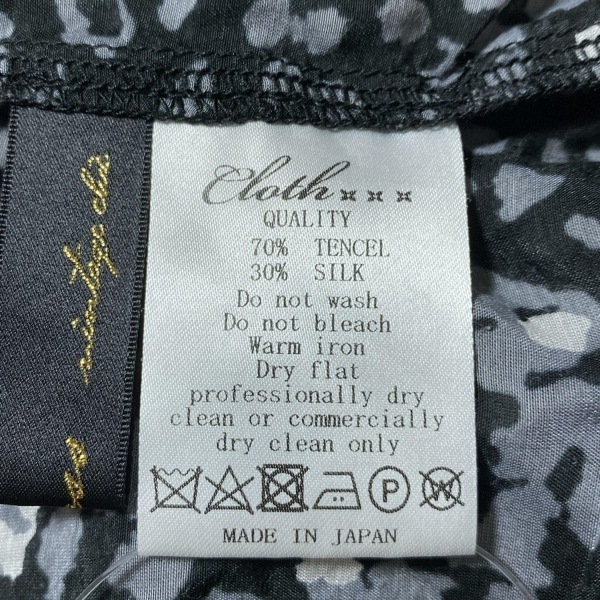 Cloth×××
QUALITY
70% TENCEL
30% SILK
Do not wash
Do not bleach
Warm iron
Dry flat
professionally dry
clean or commercially
dry clean only
P W
MADE IN JAPAN